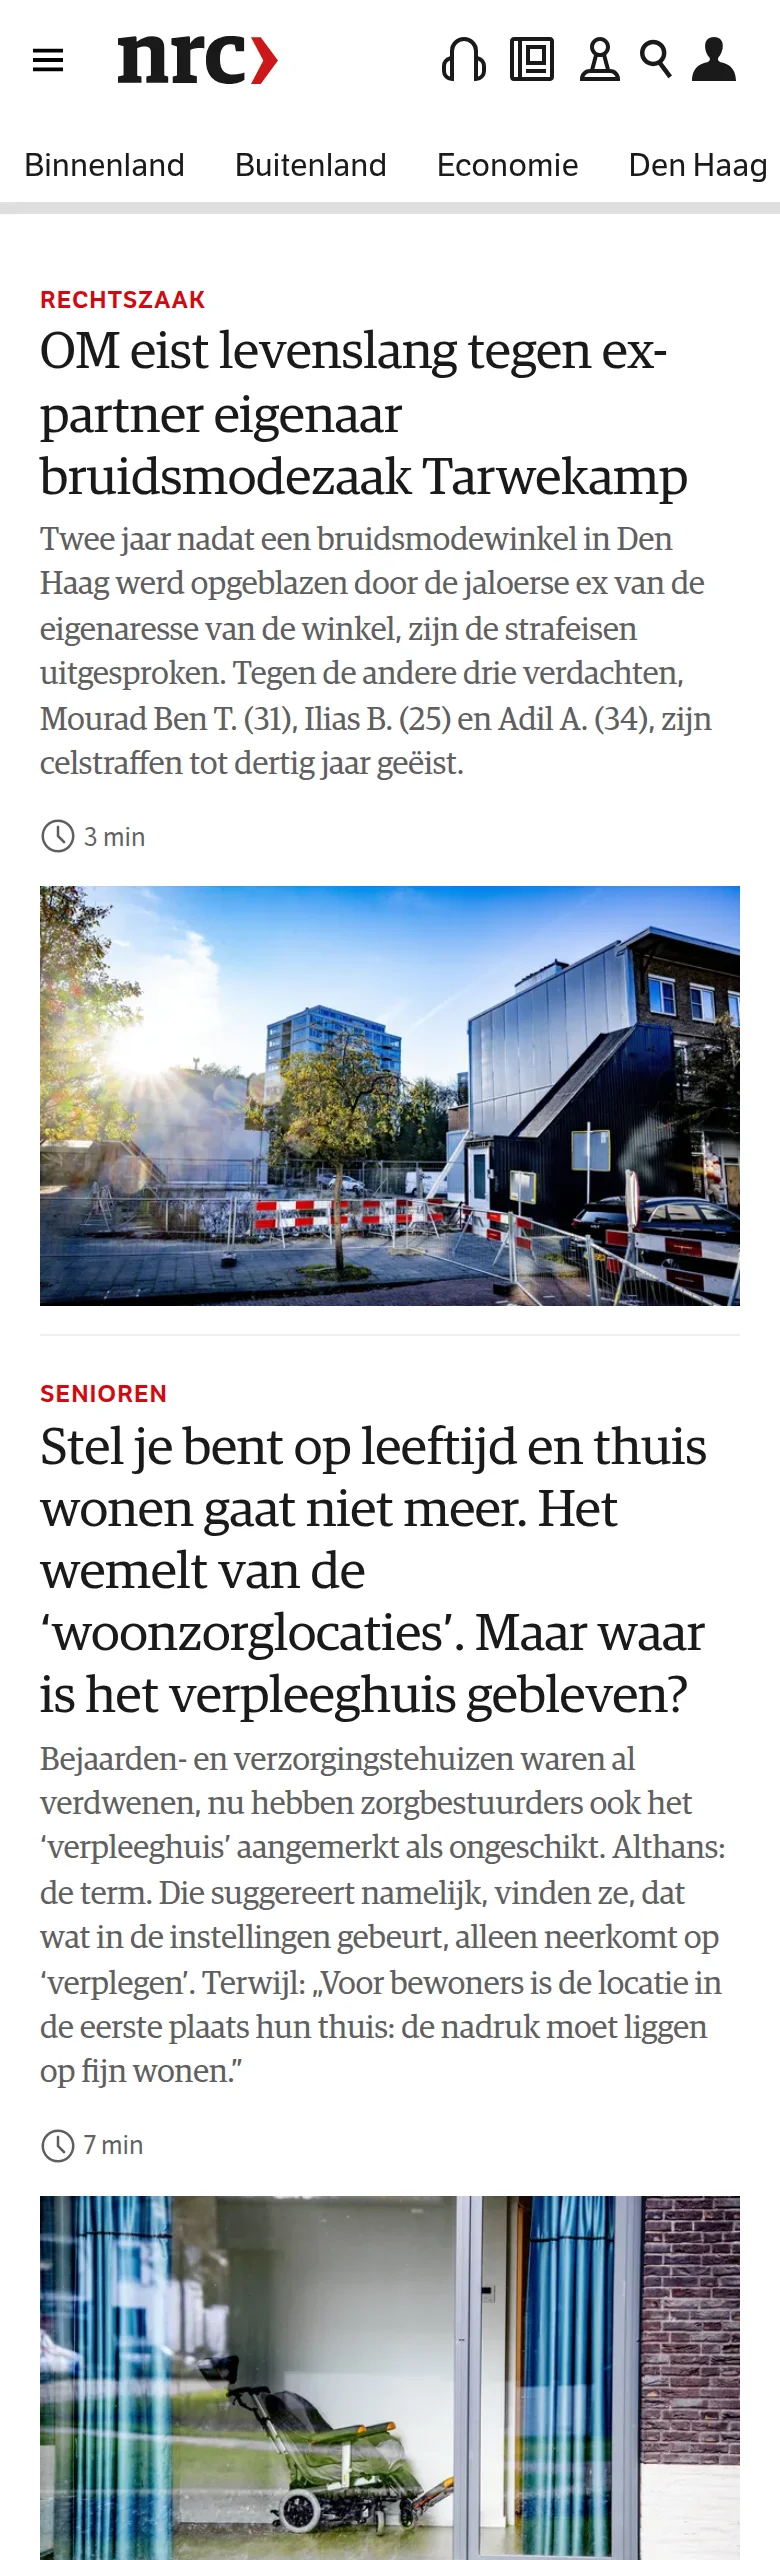 nrc
Binnenland Buitenland Economie Den Haag
RECHTSZAAK
OM eist levenslang tegen ex-
partner eigenaar
bruidsmodezaak Tarwekamp
Twee jaar nadat een bruidsmodewinkel in Den
Haag werd opgeblazen door de jaloerse ex van de
eigenaresse van de winkel, zijn de strafeisen
uitgesproken. Tegen de andere drie verdachten,
Mourad Ben T. (31), Ilias B. (25) en Adil A. (34), zijn
celstraffen tot dertig jaar geëist.
3 min
SENIOREN
Stel je bent op leeftijd en thuis
wonen gaat niet meer. Het
wemelt van de
‘woonzorglocaties’. Maar waar
is het verpleeghuis gebleven?
Bejaarden- en verzorgingstehuizen waren al
verdwenen, nu hebben zorgbestuurders ook het
‘verpleeghuis’ aangemerkt als ongeschikt. Althans:
de term. Die suggereert namelijk, vinden ze, dat
wat in de instellingen gebeurt, alleen neerkomt op
‘verplegen’. Terwijl: „Voor bewoners is de locatie in
de eerste plaats hun thuis: de nadruk moet liggen
op fijn wonen.”
7 min